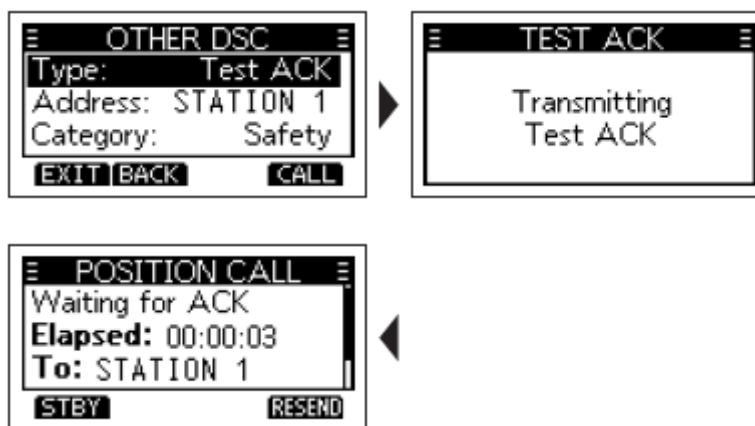 OTHER DSC
Type: Test ACK
Address: STATION 1
Category: Safety
EXIT BACK CALL
TEST ACK
Transmitting
Test ACK
POSITION CALL
Waiting for ACK
Elapsed: 00:00:03
To: STATION 1
STBY RESEND